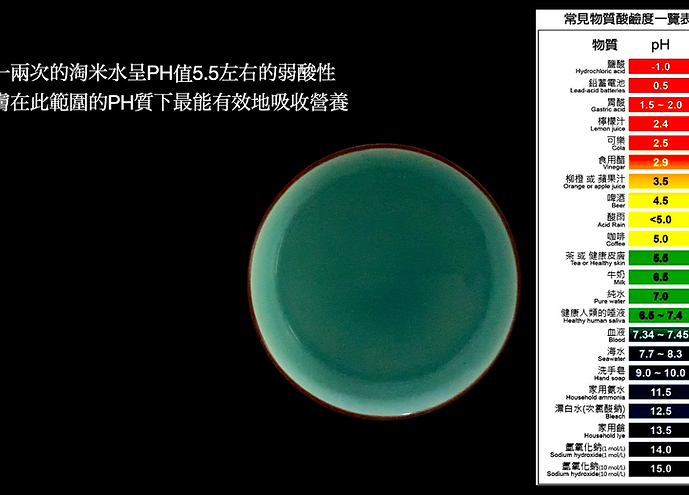 一兩次的淘米水呈PH值5.5左右的弱酸性
膚在此範圍的PH質下最能有效地吸收營養
常見物質酸鹼度一覽表
物質 pH
鹽酸 -1.0
Hydrochloric acid
鉛蓄電池 0.5
Lead-acid batteries
胃酸 1.5 ~ 2.0
Gastric acid
檸檬汁 2.4
Lemon juice
可樂 2.5
Cola
食用醋 2.9
Vinegar
柳橙 或 蘋果汁 3.5
Orange or apple juice
啤酒 4.5
Beer
酸雨 <5.0
Acid Rain
咖啡 5.0
Coffee
茶 或 健康皮膚 5.5
Tea or Healthy skin
牛奶 6.5
Milk
純水 7.0
Pure water
健康人類的唾液 6.5 ~ 7.4
Healthy human saliva
血液 7.34 ~ 7.45
Blood
海水 7.7 ~ 8.3
Seawater
洗手皂 9.0 ~ 10.0
Hand soap
家用氨水 11.5
Household ammonia
漂白水(次氯酸鈉) 12.5
Bleach
家用鹼 13.5
Household lye
氫氧化鈉(1 mol/L) 14.0
Sodium hydroxide(1 mol/L)
氫氧化鈉(10 mol/L) 15.0
Sodium hydroxide(10 mol/L)